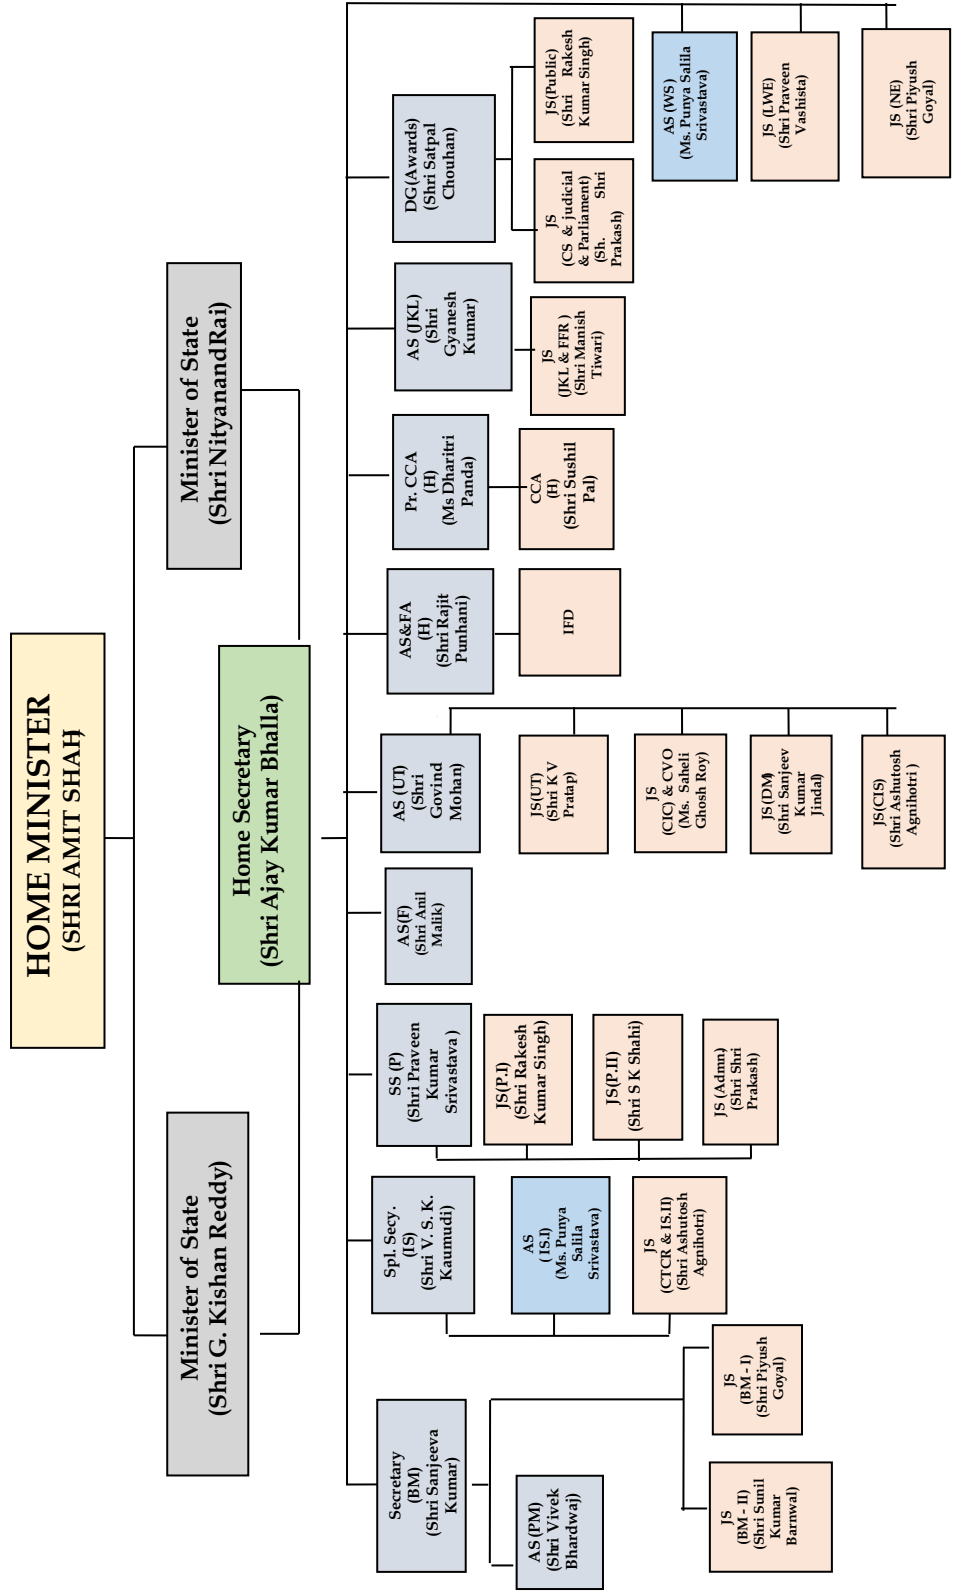 HOME MINISTER
(SHRI AMIT SHAH)
Minister of State
(Shri G. Kishan Reddy)
Minister of State
(Shri NityanandRai)
Home Secretary
(Shri Ajay Kumar Bhalla)
Secretary
(BM)
(Shri Sanjeeva
Kumar)
AS (PM)
(Shri Vivek
Bhardwaj)
JS
(BM - II)
(Shri Sunil
Kumar
Barnwal)
JS
(BM - I)
(Shri Piyush
Goyal)
Spl. Secy.
(IS)
(Shri V. S. K.
Kaumudi)
AS
( IS.I)
(Ms. Punya
Salila
Srivastava)
JS
(CTCR & IS.II)
(Shri Ashutosh
Agnihotri)
SS (P)
(Shri Praveen
Kumar
Srivastava )
JS(P.I)
(Shri Rakesh
Kumar Singh)
JS(P.II)
(Shri S K Shahi)
JS (Admn)
(Shri Shri
Prakash)
AS(F)
(Shri Anil
Malik)
AS (UT)
(Shri
Govind
Mohan)
JS(UT)
(Shri K V
Pratap)
JS
(CIC) & CVO
(Ms. Saheli
Ghosh Roy)
JS(DM)
(Shri Sanjeev
Kumar
Jindal)
JS(CIS)
(Shri Ashutosh
Agnihotri )
AS&FA
(H)
(Shri Rajit
Punhani)
IFD
Pr. CCA
(H)
(Ms Dharitri
Panda)
CCA
(H)
(Shri Sushil
Pal)
AS (JKL)
(Shri
Gyanesh
Kumar)
JS
(JKL & FFR )
(Shri Manish
Tiwari)
DG(Awards)
(Shri Satpal
Chouhan)
JS
(CS & judicial
& Parliament)
(Sh. Shri
Prakash)
JS(Public)
(Shri Rakesh
Kumar Singh)
AS (WS)
(Ms. Punya Salila
Srivastava)
JS (LWE)
(Shri Praveen
Vashista)
JS (NE)
(Shri Piyush
Goyal)